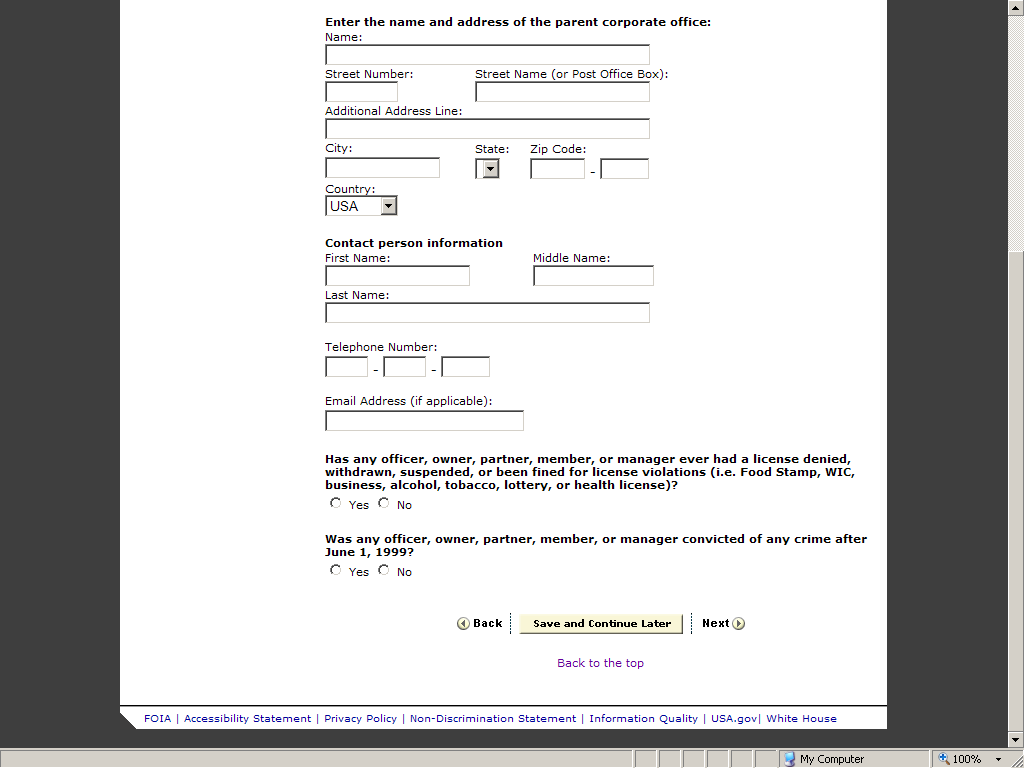 Enter the name and address of the parent corporate office:
Name:
Street Number: Street Name (or Post Office Box):
Additional Address Line:
City: State: Zip Code:
-
Country:
USA
Contact person information
First Name: Middle Name:
Last Name:
Telephone Number:
- -
Email Address (if applicable):
Has any officer, owner, partner, member, or manager ever had a license denied,
withdrawn, suspended, or been fined for license violations (i.e. Food Stamp, WIC,
business, alcohol, tobacco, lottery, or health license)?
Yes No
Was any officer, owner, partner, member, or manager convicted of any crime after
June 1, 1999?
Yes No
Back Save and Continue Later Next
Back to the top
FOIA | Accessibility Statement | Privacy Policy | Non-Discrimination Statement | Information Quality | USA.gov| White House
My Computer 100%